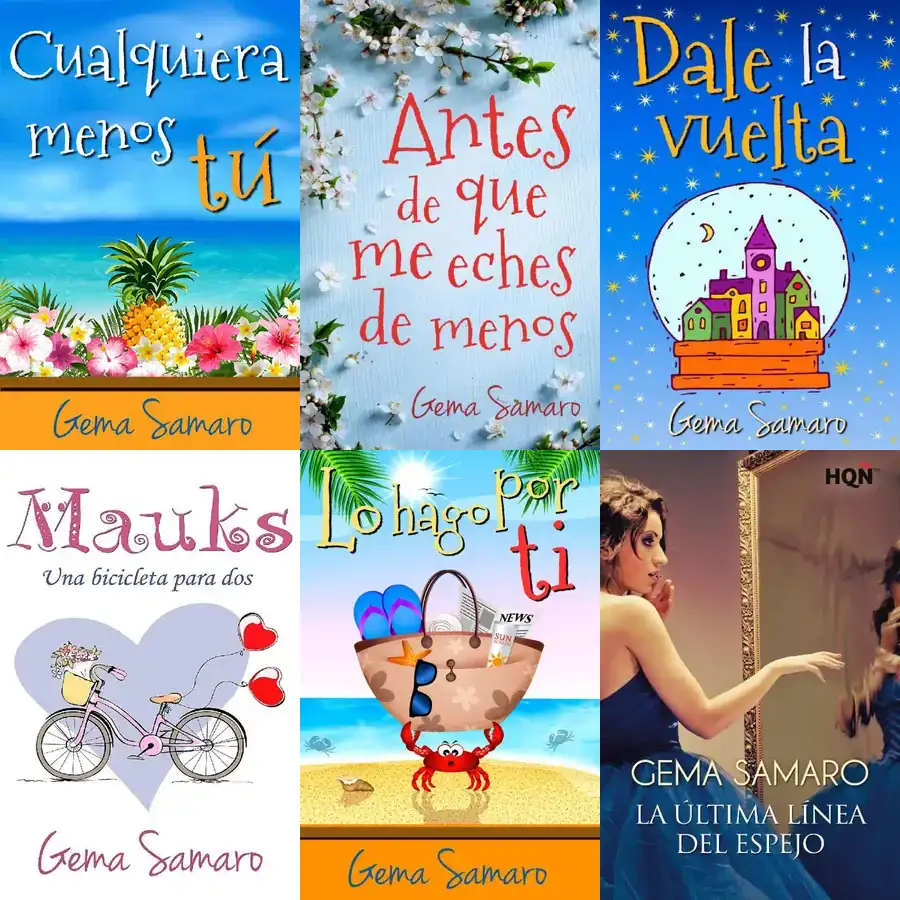 Cualquiera
menos
tú
Gema Samaro
Antes
de que
me eches
de menos
Gema Samaro
Dale la
vuelta
Gema Samaro
Mauks
Una bicicleta para dos
Gema Samaro
Lo hago por
ti
NEWS
SUN
Gema Samaro
HQN
GEMA SAMARO
LA ÚLTIMA LÍNEA
DEL ESPEJO